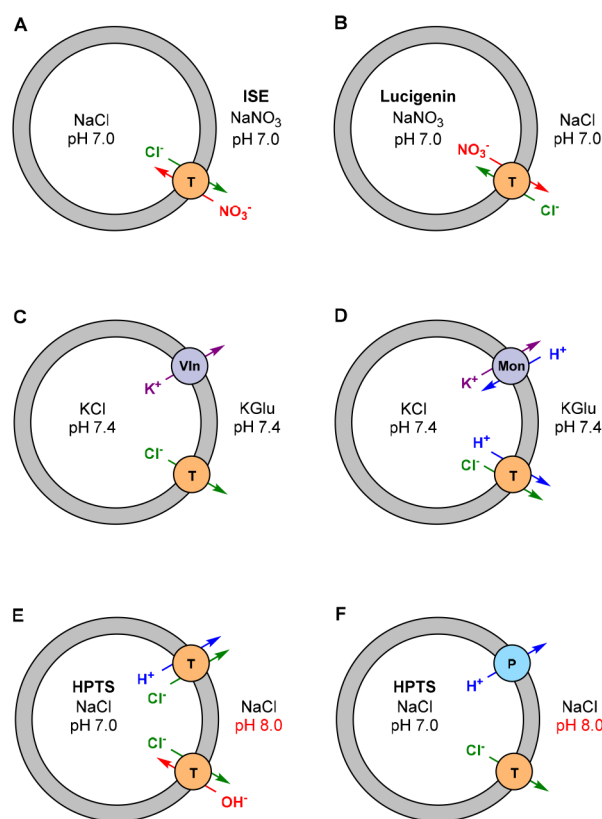 A
NaCl
pH 7.0
ISE
NaNO₃
pH 7.0
Cl⁻
T
NO₃⁻
B
Lucigenin
NaNO₃
pH 7.0
NaCl
pH 7.0
NO₃⁻
T
Cl⁻
C
Vln
K⁺
KCl
pH 7.4
KGlu
pH 7.4
Cl⁻
T
D
Mon
H⁺
K⁺
KCl
pH 7.4
KGlu
pH 7.4
H⁺
Cl⁻
T
E
T
H⁺
Cl⁻
HPTS
NaCl
pH 7.0
NaCl
pH 8.0
Cl⁻
T
OH⁻
F
P
H⁺
HPTS
NaCl
pH 7.0
NaCl
pH 8.0
Cl⁻
T